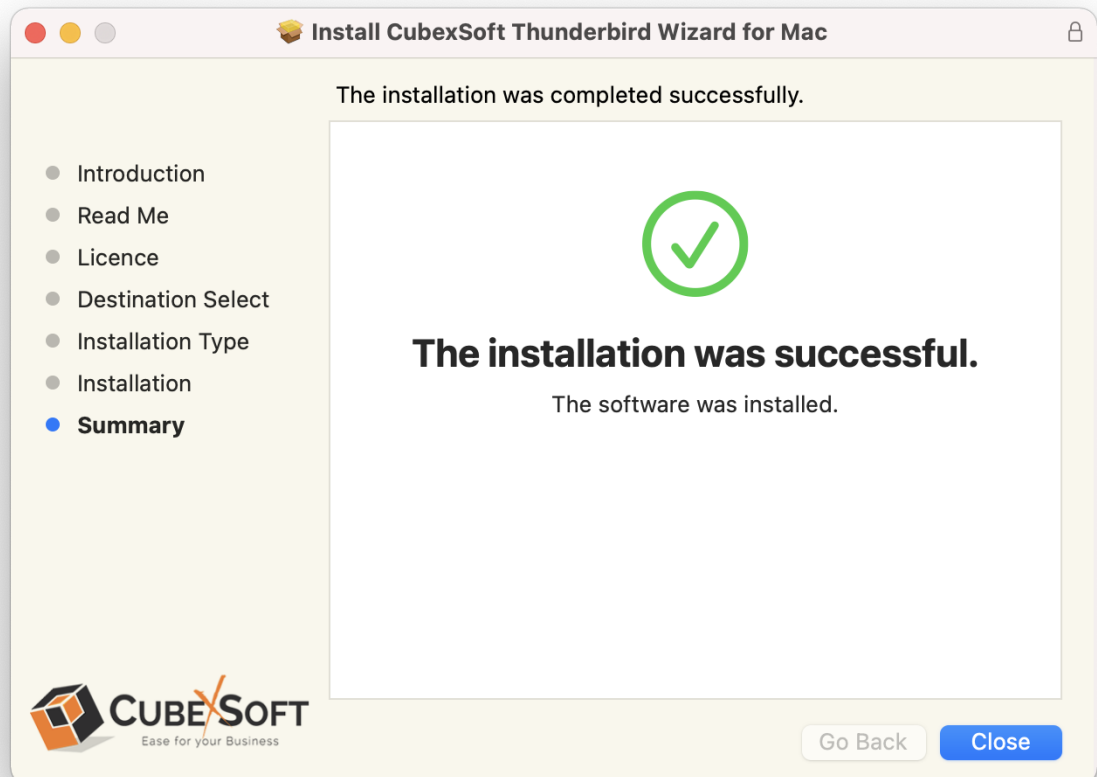 Install CubexSoft Thunderbird Wizard for Mac
The installation was completed successfully.
Introduction
Read Me
Licence
Destination Select
Installation Type
Installation
Summary
The installation was successful.
The software was installed.
CUBEXSOFT
Ease for your Business
Go Back
Close